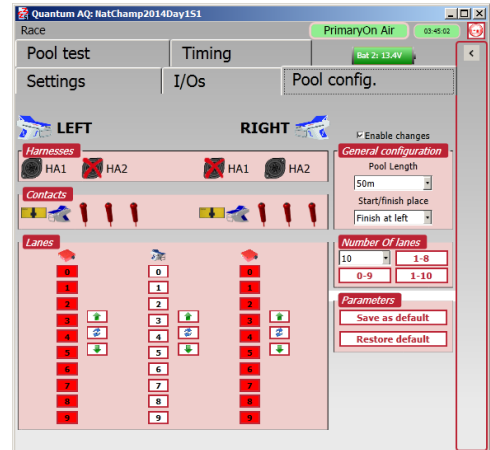 Quantum AQ: NatChamp2014Day1S1
Race
PrimaryOn Air
03:45:02
Pool test
Timing
Bat 2: 13.4V
<
Settings
I/Os
Pool config.
LEFT
RIGHT
Enable changes
Harnesses
HA1
HA2
HA1
HA2
Contacts
General configuration
Pool Length
50m
Start/finish place
Finish at left
Lanes
0 0 0
1 1 1
2 2 2
3 3 3
4 4 4
5 5 5
6 6 6
7 7 7
8 8 8
9 9 9
Number Of lanes
10
1-8
0-9
1-10
Parameters
Save as default
Restore default